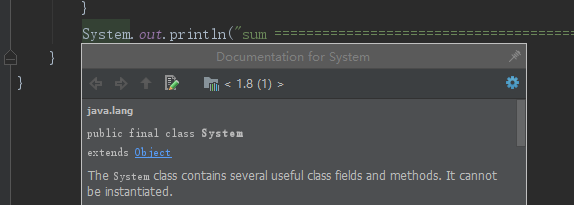 }
System.out.println("sum ====================================
}
}
Documentation for System
< 1.8 (1) >
java.lang
public final class System
extends Object
The System class contains several useful class fields and methods. It cannot
be instantiated.